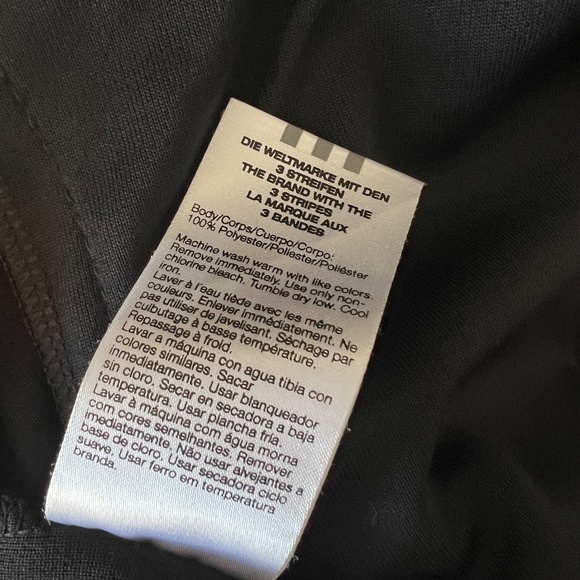 DIE WELTMARKE MIT DEN
3 STREIFEN
THE BRAND WITH THE
3 STRIPES
LA MARQUE AUX
3 BANDES
Body/Corps/Cuerpo/Corpo:
100% Polyester/Poliester/Poliéster
Machine wash warm with like colors.
Remove immediately. Use only non-
chlorine bleach. Tumble dry low. Cool
iron.
Laver à l'eau tiède avec les même
couleurs. Enlever immédiatement. Ne
pas utiliser de javelisant. Séchage par
culbutage à basse température.
Repassage à froid.
Lavar a máquina con agua tibia con
colores similares. Sacar
inmediatamente. Usar blanqueador
sin cloro. Secar en secadora a baja
temperatura. Usar plancha fría.
Lavar à máquina com água morna
com cores semelhantes. Remover
imediatamente. Não usar alvejantes a
base de cloro. Usar secadora ciclo
suave. Usar ferro em temperatura
branda.